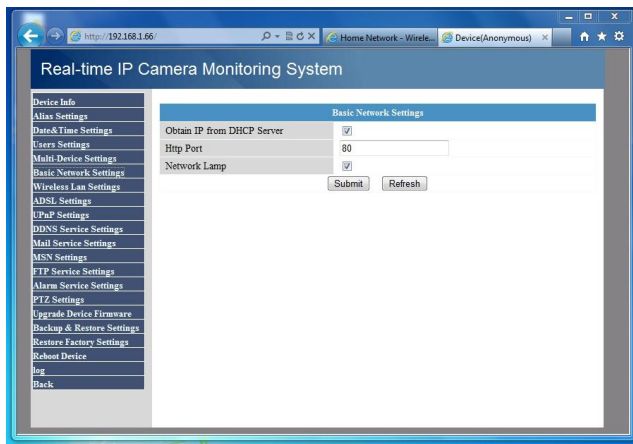 http://192.168.1.66/
Home Network - Wirele...
Device(Anonymous)
Real-time IP Camera Monitoring System
Device Info
Alias Settings
Date&Time Settings
Users Settings
Multi-Device Settings
Basic Network Settings
Wireless Lan Settings
ADSL Settings
UPnP Settings
DDNS Service Settings
Mail Service Settings
MSN Settings
FTP Service Settings
Alarm Service Settings
PTZ Settings
Upgrade Device Firmware
Backup & Restore Settings
Restore Factory Settings
Reboot Device
log
Back
Basic Network Settings
Obtain IP from DHCP Server
Http Port 80
Network Lamp
Submit Refresh